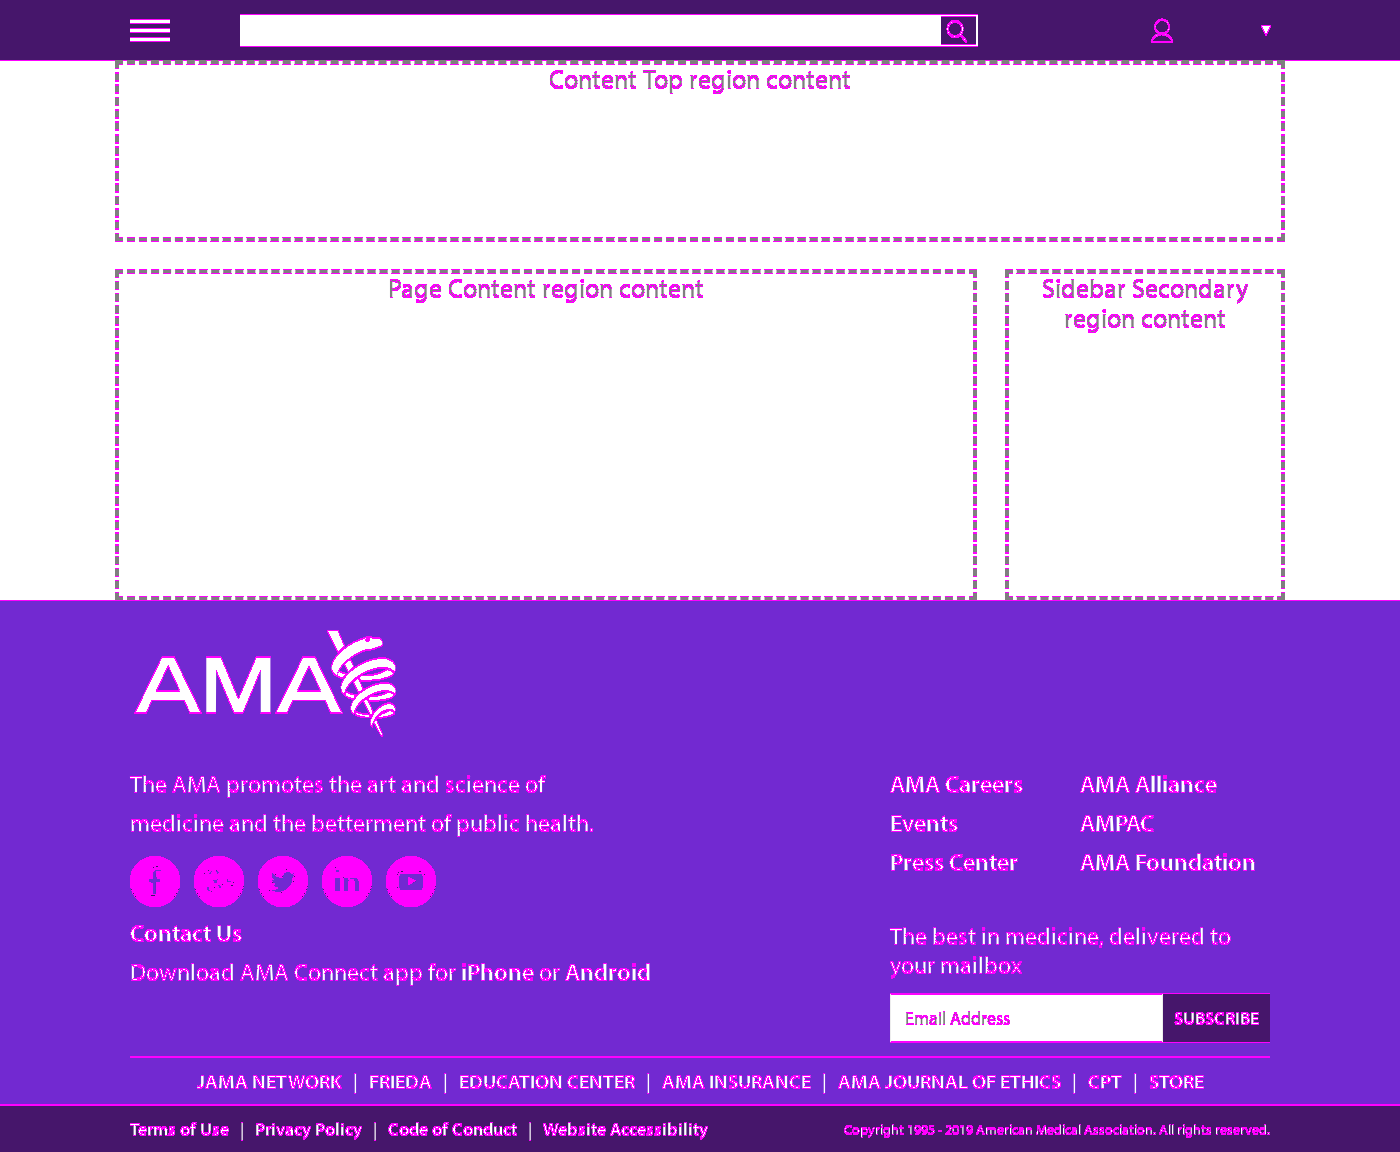 Content Top region content
Page Content region content
Sidebar Secondary
region content
AMA
The AMA promotes the art and science of
medicine and the betterment of public health.
Contact Us
Download AMA Connect app for iPhone or Android
AMA Careers
AMA Alliance
Events
AMPAC
Press Center
AMA Foundation
The best in medicine, delivered to
your mailbox
Email Address
SUBSCRIBE
JAMA NETWORK | FRIEDA | EDUCATION CENTER | AMA INSURANCE | AMA JOURNAL OF ETHICS | CPT | STORE
Terms of Use | Privacy Policy | Code of Conduct | Website Accessibility
Copyright 1995 - 2019 American Medical Association. All rights reserved.